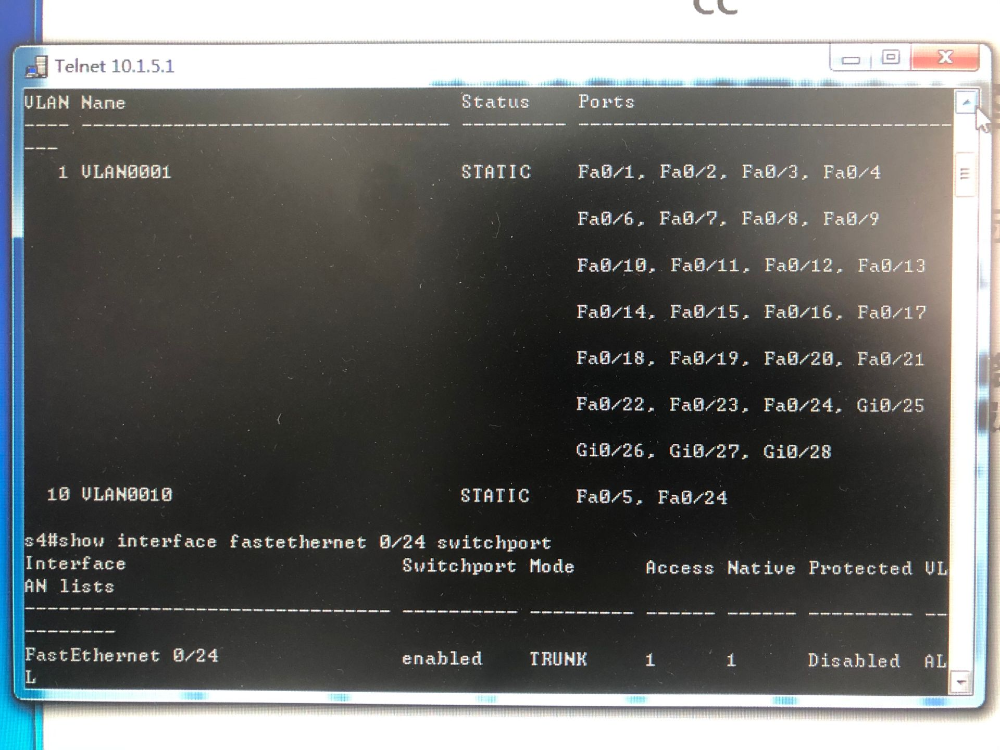 cc
Telnet 10.1.5.1
VLAN Name                                Status     Ports
---- --------------------------------- ---------- ----------------------------------
---
1 VLAN0001 STATIC Fa0/1, Fa0/2, Fa0/3, Fa0/4
Fa0/6, Fa0/7, Fa0/8, Fa0/9
Fa0/10, Fa0/11, Fa0/12, Fa0/13
Fa0/14, Fa0/15, Fa0/16, Fa0/17
Fa0/18, Fa0/19, Fa0/20, Fa0/21
Fa0/22, Fa0/23, Fa0/24, Gi0/25
Gi0/26, Gi0/27, Gi0/28
10 VLAN0010 STATIC Fa0/5, Fa0/24
s4#show interface fastethernet 0/24 switchport
Interface Switchport Mode Access Native Protected VL
AN lists
--------------------------------- ---------- --------- ------ ------ --------- --
--------
FastEthernet 0/24 enabled TRUNK 1 1 Disabled AL
L